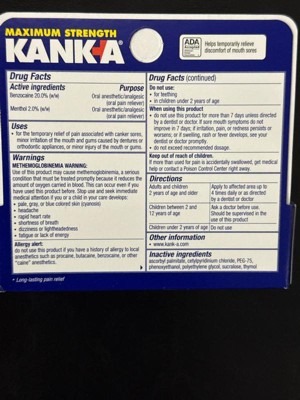 MAXIMUM STRENGTH
KANK-A®
ADA
Accepted
Helps temporarily relieve
discomfort of mouth sores
Drug Facts
Active ingredients Purpose
Benzocaine 20.0% (w/w) Oral anesthetic/analgesic
(oral pain reliever)
Menthol 2.0% (w/w) Oral anesthetic/analgesic
(oral pain reliever)
Uses
• for the temporary relief of pain associated with canker sores,
minor irritation of the mouth and gums caused by dentures or
orthodontic appliances, or minor injury of the mouth or gums.
Warnings
METHEMOGLOBINEMIA WARNING:
Use of this product may cause methemoglobinemia, a serious
condition that must be treated promptly because it reduces the
amount of oxygen carried in blood. This can occur even if you
have used this product before. Stop use and seek immediate
medical attention if you or a child in your care develops:
• pale, gray, or blue colored skin (cyanosis)
• headache
• rapid heart rate
• shortness of breath
• dizziness or lightheadedness
• fatigue or lack of energy
Allergy alert:
do not use this product if you have a history of allergy to local
anesthetics such as procaine, butacaine, benzocaine, or other
"caine" anesthetics.
• Long-lasting pain relief
Drug Facts (continued)
Do not use:
• for teething
• in children under 2 years of age
When using this product
• do not use this product for more than 7 days unless directed
by a dentist or doctor. If sore mouth symptoms do not
improve in 7 days; if irritation, pain, or redness persists or
worsens; or if swelling, rash or fever develops, see your
dentist or doctor promptly.
• do not exceed recommended dosage.
Keep out of reach of children.
If more than used for pain is accidentally swallowed, get medical
help or contact a Poison Control Center right away.
Directions
Adults and children
2 years of age and older
Apply to affected area up to
4 times daily or as directed
by a dentist or doctor
Children between 2 and
12 years of age
Ask a doctor before use.
Should be supervised in the
use of this product
Children under 2 years of age Do not use
Other information
• www.kank-a.com
Inactive ingredients
ascorbyl palmitate, cetylpyridinium chloride, PEG-75,
phenoxyethanol, polyethylene glycol, sucralose, thymol